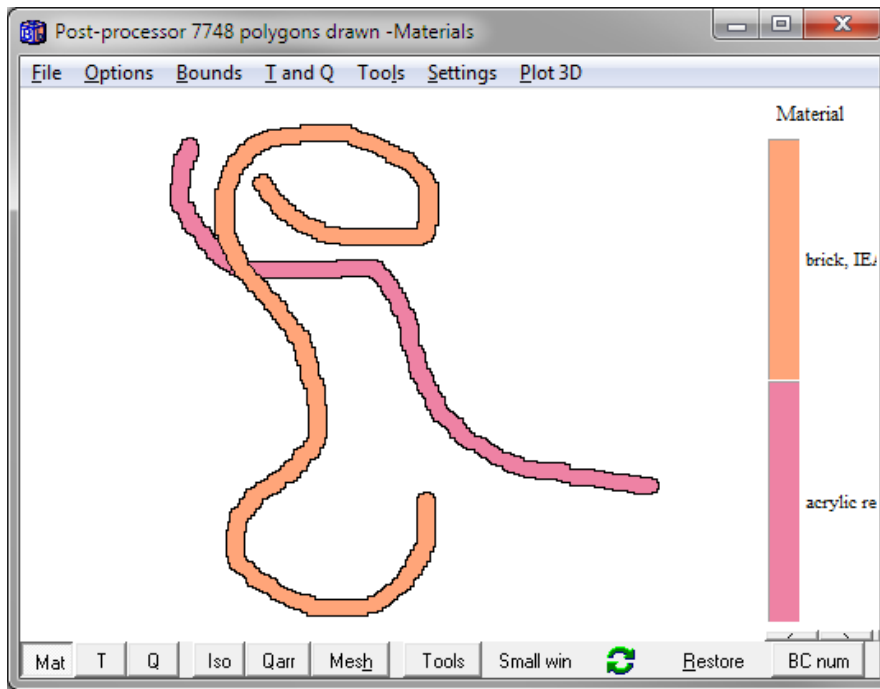 Post-processor 7748 polygons drawn -Materials
File Options Bounds T and Q Tools Settings Plot 3D
Material
brick, IEA
acrylic re
Mat T Q Iso Qarr Mesh Tools Small win Restore BC num